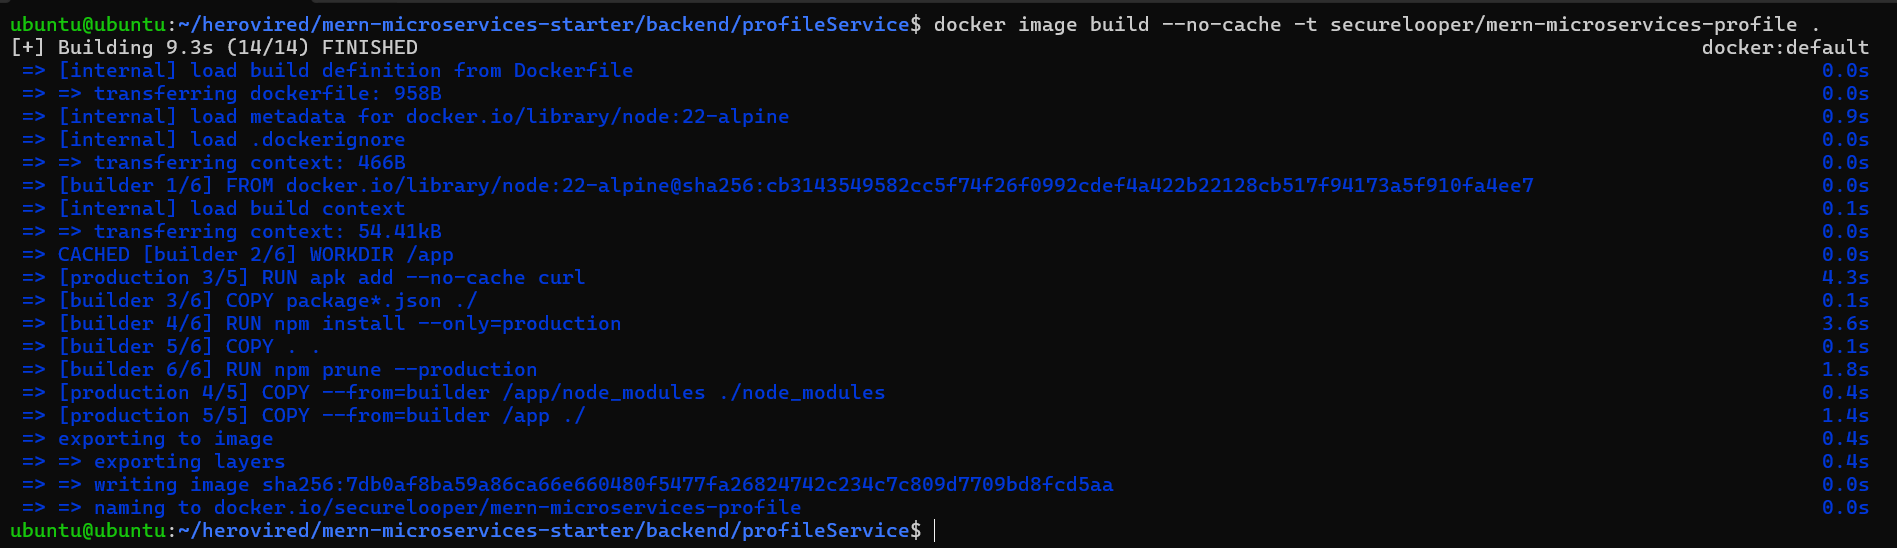 ubuntu@ubuntu:~/herovired/mern-microservices-starter/backend/profileService$ docker image build --no-cache -t securelooper/mern-microservices-profile .
[+] Building 9.3s (14/14) FINISHED docker:default
=> [internal] load build definition from Dockerfile 0.0s
=> => transferring dockerfile: 958B 0.0s
=> [internal] load metadata for docker.io/library/node:22-alpine 0.9s
=> [internal] load .dockerignore 0.0s
=> => transferring context: 466B 0.0s
=> [builder 1/6] FROM docker.io/library/node:22-alpine@sha256:cb3143549582cc5f74f26f0992cdef4a422b22128cb517f94173a5f910fa4ee7 0.0s
=> [internal] load build context 0.1s
=> => transferring context: 54.41kB 0.0s
=> CACHED [builder 2/6] WORKDIR /app 0.0s
=> [production 3/5] RUN apk add --no-cache curl 4.3s
=> [builder 3/6] COPY package*.json ./ 0.1s
=> [builder 4/6] RUN npm install --only=production 3.6s
=> [builder 5/6] COPY . . 0.1s
=> [builder 6/6] RUN npm prune --production 1.8s
=> [production 4/5] COPY --from=builder /app/node_modules ./node_modules 0.4s
=> [production 5/5] COPY --from=builder /app ./ 1.4s
=> exporting to image 0.4s
=> => exporting layers 0.4s
=> => writing image sha256:7db0af8ba59a86ca66e660480f5477fa26824742c234c7c809d7709bd8fcd5aa 0.0s
=> => naming to docker.io/securelooper/mern-microservices-profile 0.0s
ubuntu@ubuntu:~/herovired/mern-microservices-starter/backend/profileService$